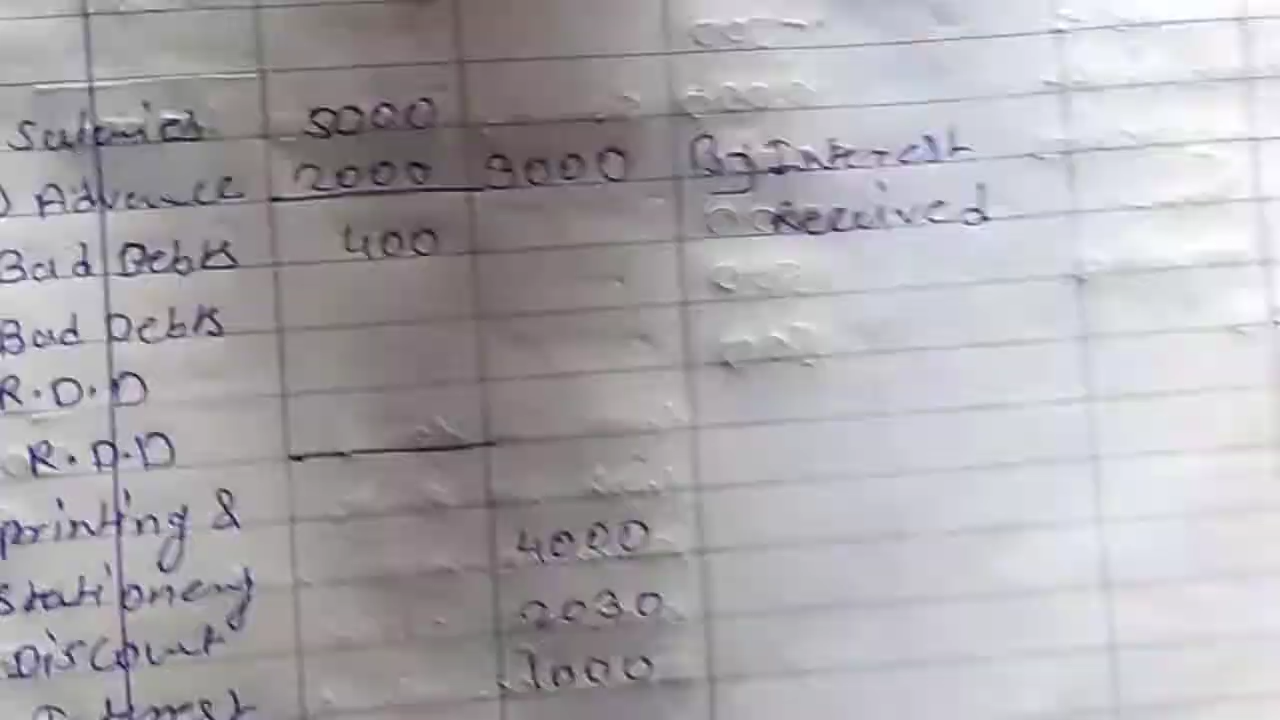 Salaries 5000
) Advance 2000 3000 By Interest
Received
Bad Debts 400
Bad Debts
R.D.D
R.D.D
Printing &
Stationery 4000
Discount 2030
1000